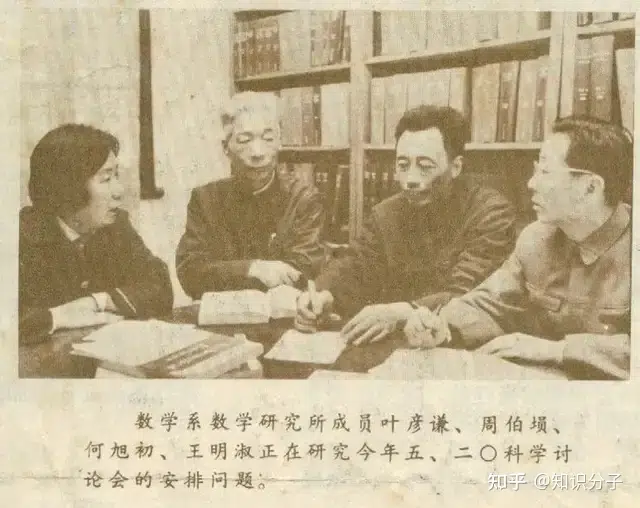 数学系数学研究所成员叶彦谦、周伯埙、
何旭初、王明淑正在研究今年五、二〇科学讨
论会的安排问题。
知乎 @知识分子